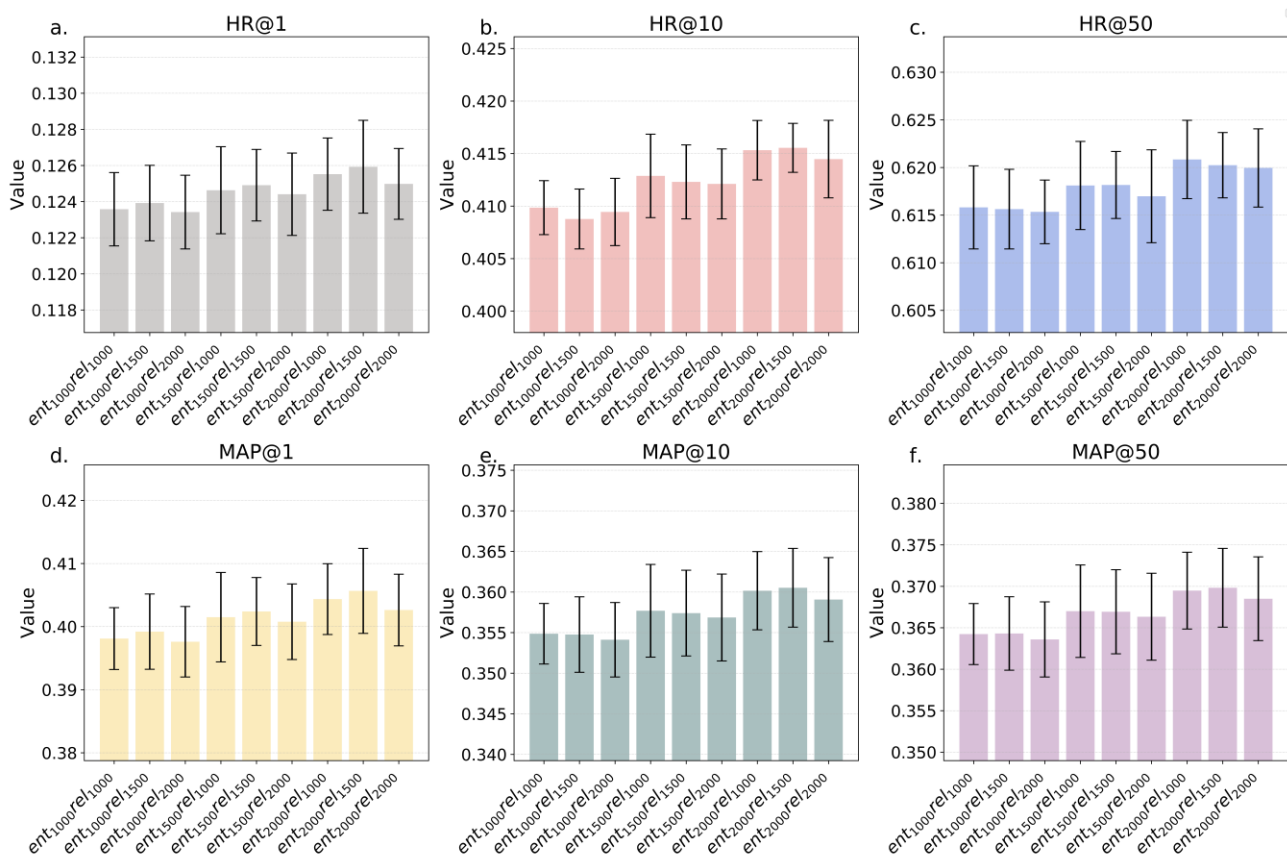 a. HR@1
b. HR@10
c. HR@50
Value
0.132
0.130
0.128
0.126
0.124
0.122
0.120
0.118
0.425
0.420
0.415
0.410
0.405
0.400
0.630
0.625
0.620
0.615
0.610
0.605
ent₁₀₀₀rel₁₀₀₀
ent₁₀₀₀rel₁₅₀₀
ent₁₀₀₀rel₂₀₀₀
ent₁₅₀₀rel₁₀₀₀
ent₁₅₀₀rel₁₅₀₀
ent₁₅₀₀rel₂₀₀₀
ent₂₀₀₀rel₁₀₀₀
ent₂₀₀₀rel₁₅₀₀
ent₂₀₀₀rel₂₀₀₀
ent₁₀₀₀rel₁₀₀₀
ent₁₀₀₀rel₁₅₀₀
ent₁₀₀₀rel₂₀₀₀
ent₁₅₀₀rel₁₀₀₀
ent₁₅₀₀rel₁₅₀₀
ent₁₅₀₀rel₂₀₀₀
ent₂₀₀₀rel₁₀₀₀
ent₂₀₀₀rel₁₅₀₀
ent₂₀₀₀rel₂₀₀₀
ent₁₀₀₀rel₁₀₀₀
ent₁₀₀₀rel₁₅₀₀
ent₁₀₀₀rel₂₀₀₀
ent₁₅₀₀rel₁₀₀₀
ent₁₅₀₀rel₁₅₀₀
ent₁₅₀₀rel₂₀₀₀
ent₂₀₀₀rel₁₀₀₀
ent₂₀₀₀rel₁₅₀₀
ent₂₀₀₀rel₂₀₀₀
d. MAP@1
e. MAP@10
f. MAP@50
Value
0.42
0.41
0.40
0.39
0.38
0.375
0.370
0.365
0.360
0.355
0.350
0.345
0.340
0.380
0.375
0.370
0.365
0.360
0.355
0.350
ent₁₀₀₀rel₁₀₀₀
ent₁₀₀₀rel₁₅₀₀
ent₁₀₀₀rel₂₀₀₀
ent₁₅₀₀rel₁₀₀₀
ent₁₅₀₀rel₁₅₀₀
ent₁₅₀₀rel₂₀₀₀
ent₂₀₀₀rel₁₀₀₀
ent₂₀₀₀rel₁₅₀₀
ent₂₀₀₀rel₂₀₀₀
ent₁₀₀₀rel₁₀₀₀
ent₁₀₀₀rel₁₅₀₀
ent₁₀₀₀rel₂₀₀₀
ent₁₅₀₀rel₁₀₀₀
ent₁₅₀₀rel₁₅₀₀
ent₁₅₀₀rel₂₀₀₀
ent₂₀₀₀rel₁₀₀₀
ent₂₀₀₀rel₁₅₀₀
ent₂₀₀₀rel₂₀₀₀
ent₁₀₀₀rel₁₀₀₀
ent₁₀₀₀rel₁₅₀₀
ent₁₀₀₀rel₂₀₀₀
ent₁₅₀₀rel₁₀₀₀
ent₁₅₀₀rel₁₅₀₀
ent₁₅₀₀rel₂₀₀₀
ent₂₀₀₀rel₁₀₀₀
ent₂₀₀₀rel₁₅₀₀
ent₂₀₀₀rel₂₀₀₀